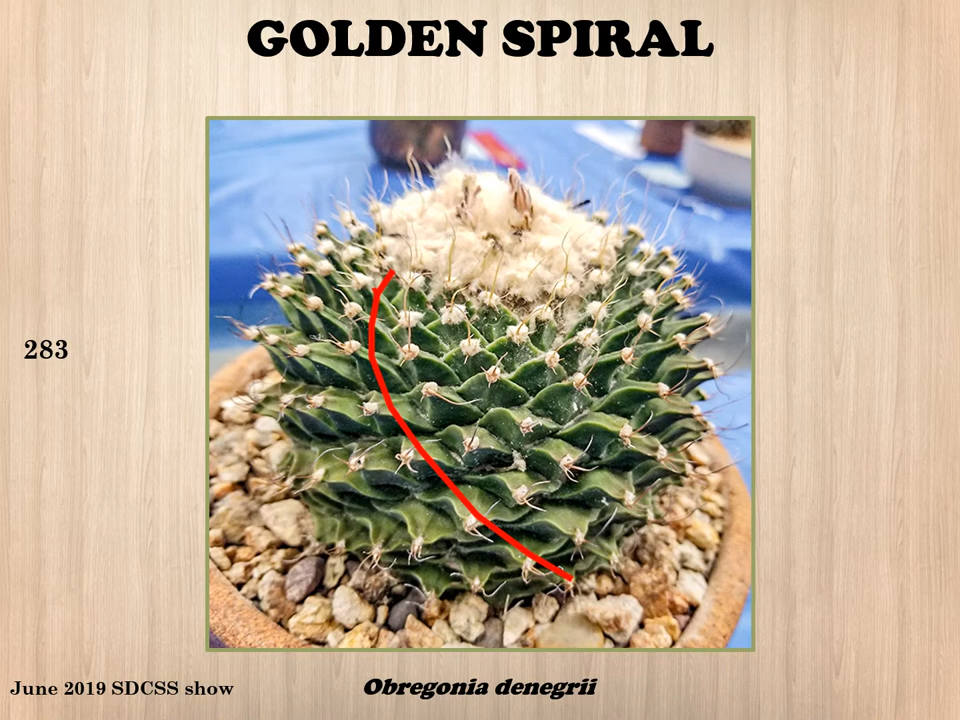 GOLDEN SPIRAL
283
June 2019 SDCSS show
Obregonia denegrii